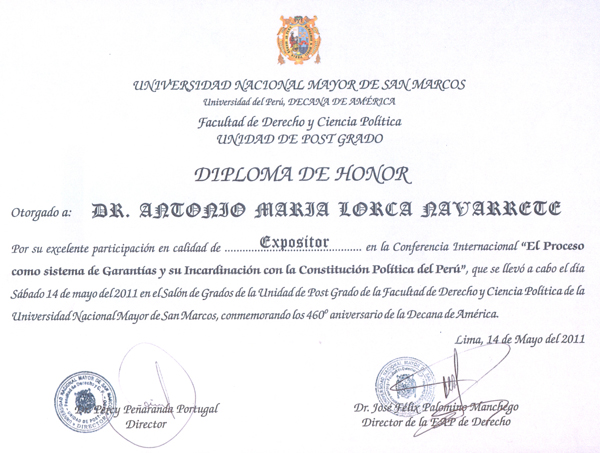 UNIVERSIDAD NACIONAL MAYOR DE SAN MARCOS
Universidad del Perú, DECANA DE AMÉRICA
Facultad de Derecho y Ciencia Política
UNIDAD DE POST GRADO
DIPLOMA DE HONOR
Otorgado a: DR. ANTONIO MARIA LORCA NAVARRETE
Por su excelente participación en calidad de Expositor en la Conferencia Internacional “El Proceso
como sistema de Garantías y su Incardinación con la Constitución Política del Perú”, que se llevó a cabo el día
Sábado 14 de mayo del 2011 en el Salón de Grados de la Unidad de Post Grado de la Facultad de Derecho y Ciencia Política de la
Universidad Nacional Mayor de San Marcos, conmemorando los 460º aniversario de la Decana de América.
Lima, 14 de Mayo del 2011
Dr. Percy Peñaranda Portugal
Director
Dr. José Félix Palomino Manchego
Director de la EAP de Derecho